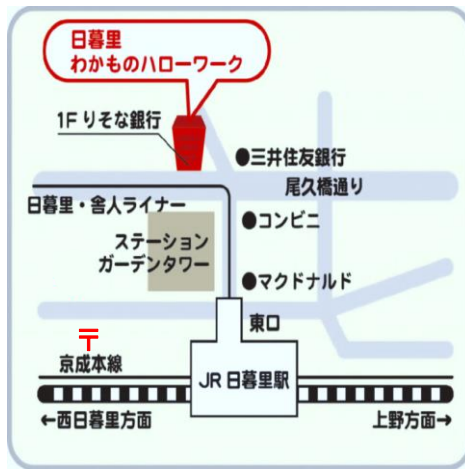 日暮里
わかものハローワーク
1F りそな銀行
●三井住友銀行
尾久橋通り
日暮里・舎人ライナー
●コンビニ
ステーション
ガーデンタワー
●マクドナルド
東口
〒
京成本線
JR 日暮里駅
←西日暮里方面
上野方面→